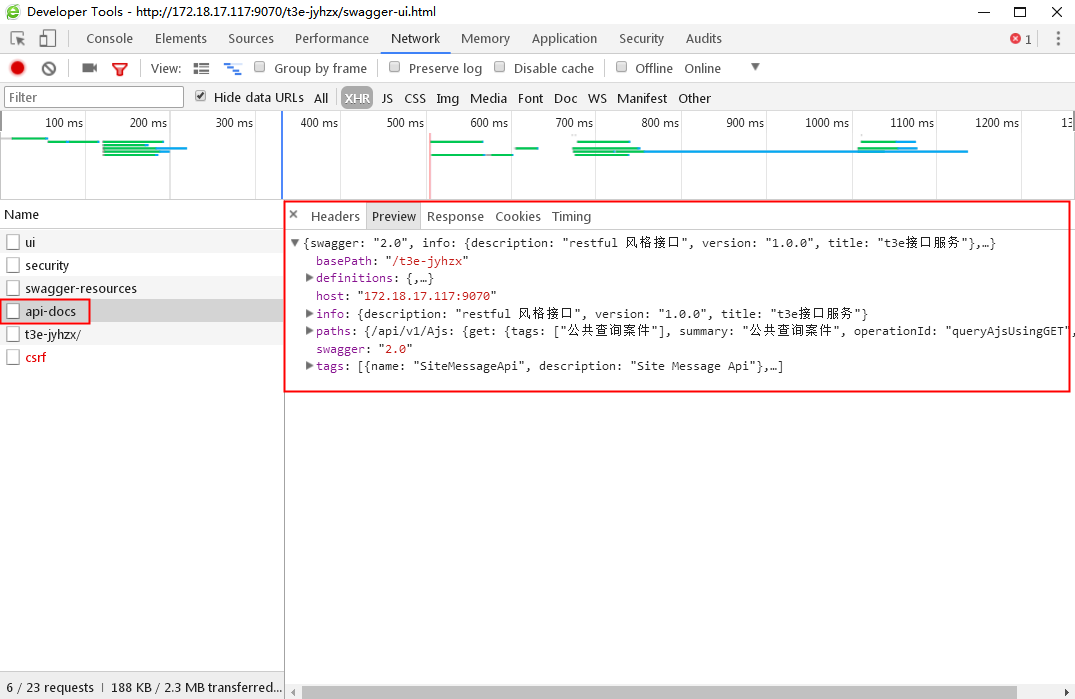 Developer Tools - http://172.18.17.117:9070/t3e-jyhzx/swagger-ui.html
Console Elements Sources Performance Network Memory Application Security Audits 1
View: Group by frame Preserve log Disable cache Offline Online
Filter Hide data URLs All XHR JS CSS Img Media Font Doc WS Manifest Other
100 ms 200 ms 300 ms 400 ms 500 ms 600 ms 700 ms 800 ms 900 ms 1000 ms 1100 ms 1200 ms 13
Name
ui
security
swagger-resources
api-docs
t3e-jyhzx/
csrf
Headers Preview Response Cookies Timing
{swagger: "2.0", info: {description: "restful 风格接口", version: "1.0.0", title: "t3e接口服务"},…}
basePath: "/t3e-jyhzx"
definitions: {,…}
host: "172.18.17.117:9070"
info: {description: "restful 风格接口", version: "1.0.0", title: "t3e接口服务"}
paths: {/api/v1/Ajs: {get: {tags: ["公共查询案件"], summary: "公共查询案件", operationId: "queryAjsUsingGET",
swagger: "2.0"
tags: [{name: "SiteMessageApi", description: "Site Message Api"},…]
6 / 23 requests | 188 KB / 2.3 MB transferred...